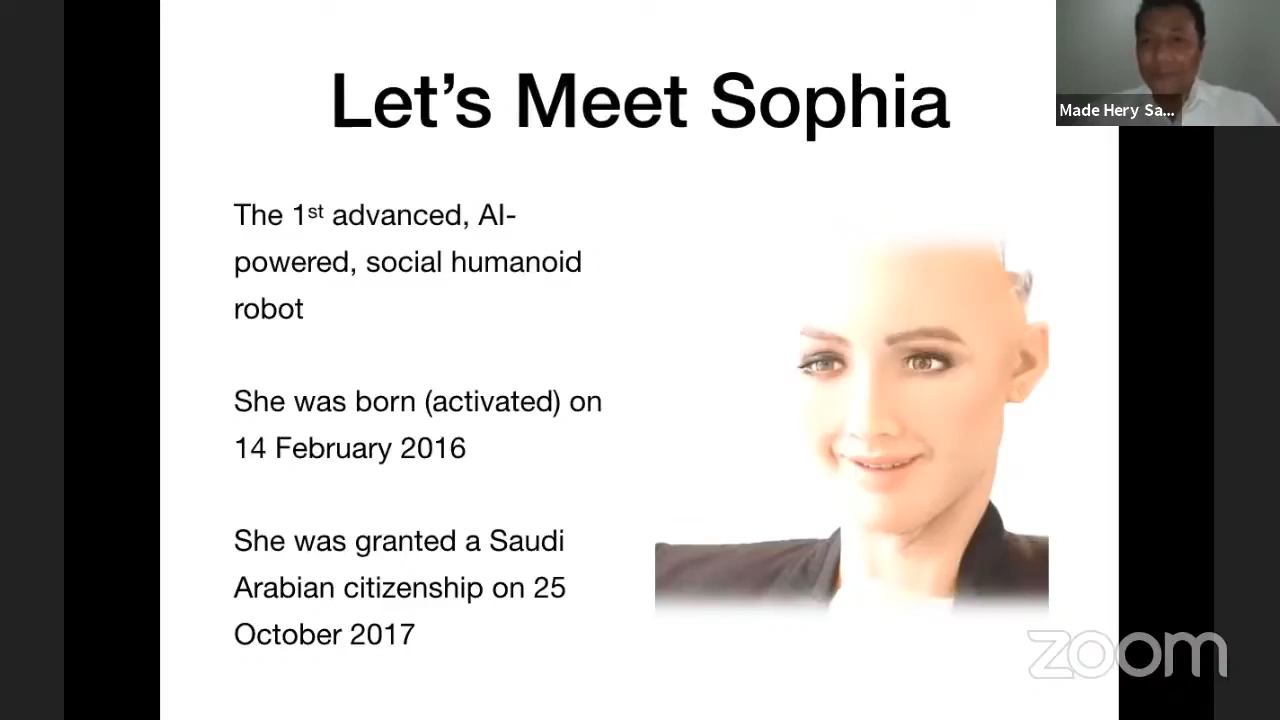 Let's Meet Sophia
Made Hery Sa...
The 1st advanced, AI-
powered, social humanoid
robot
She was born (activated) on
14 February 2016
She was granted a Saudi
Arabian citizenship on 25
October 2017
zoom